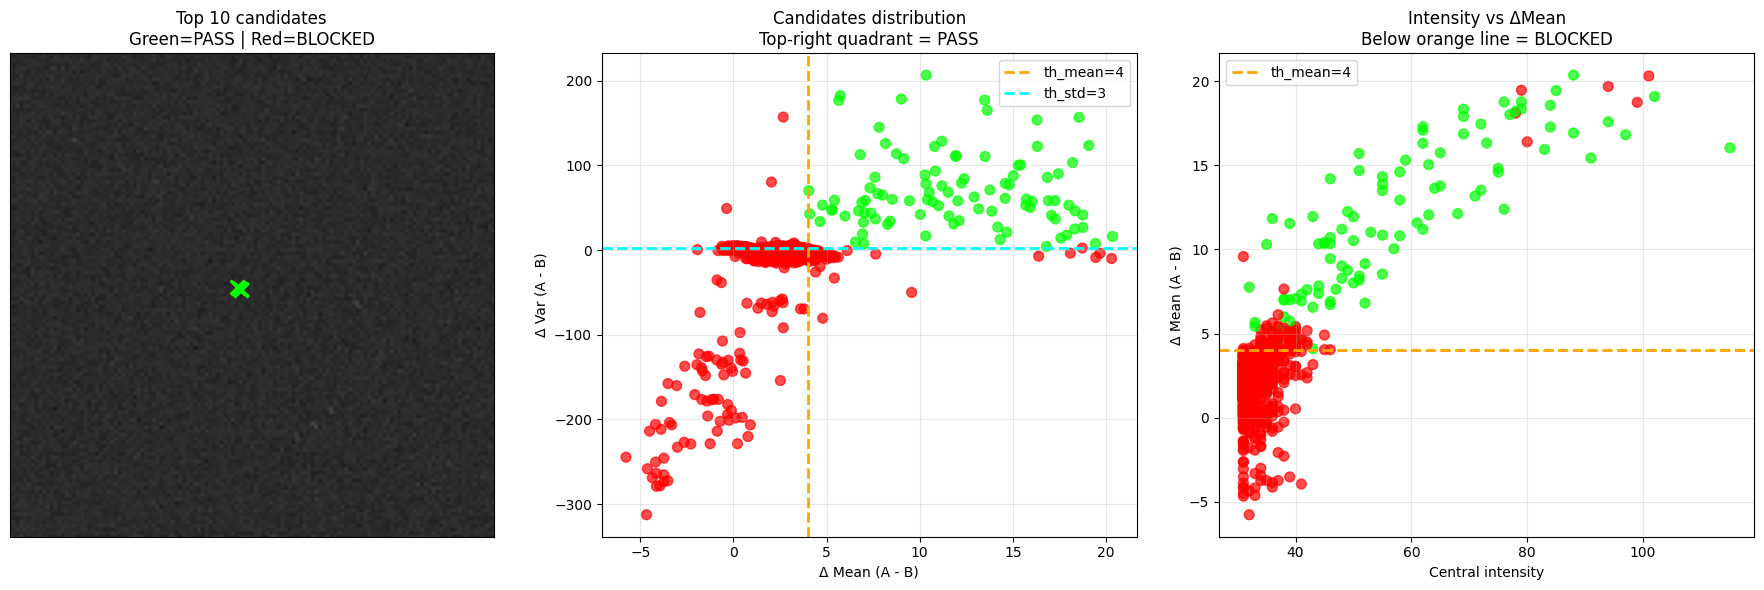 Top 10 candidates
Green=PASS | Red=BLOCKED
Candidates distribution
Top-right quadrant = PASS
Δ Var (A - B)
200
100
0
−100
−200
−300
th_mean=4
th_std=3
−5
0
5
10
15
20
Δ Mean (A - B)
Intensity vs ΔMean
Below orange line = BLOCKED
Δ Mean (A - B)
20
15
10
5
0
−5
th_mean=4
40
60
80
100
Central intensity